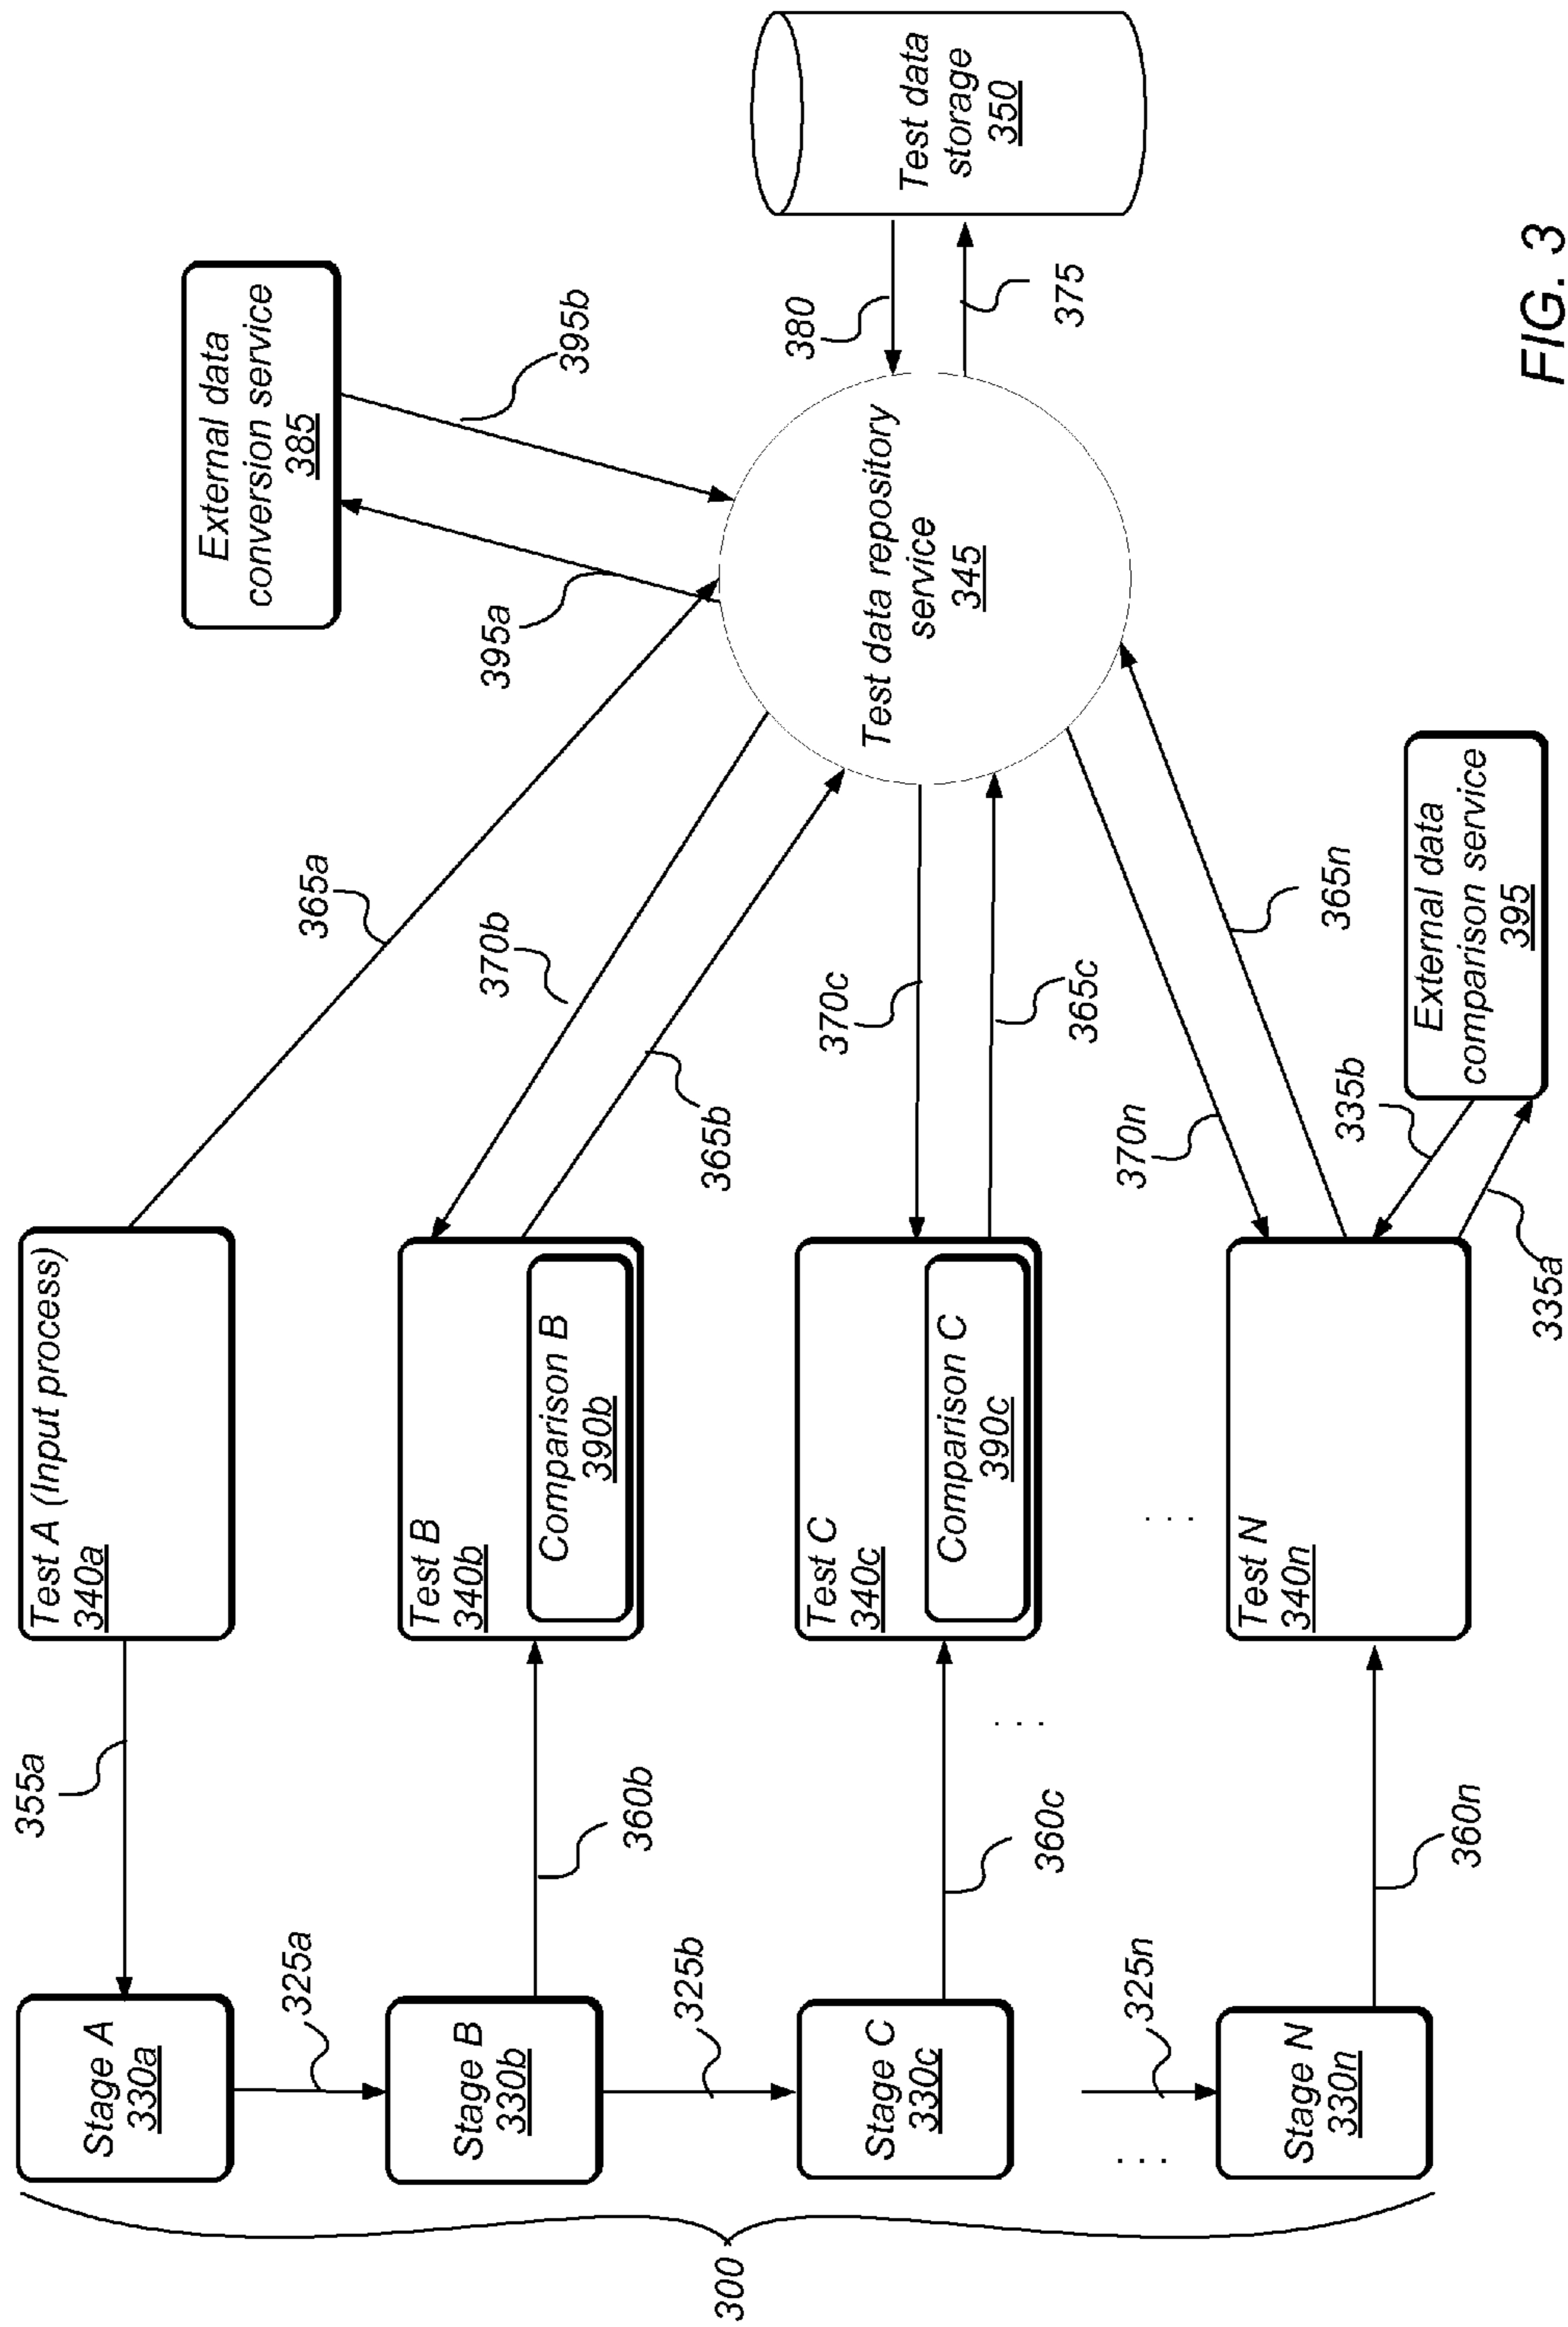 300
Stage A
330a
325a
Stage B
330b
325b
Stage C
330c
. . .
325n
Stage N
330n
355a
360b
360c
. . .
360n
Test A (Input process)
340a
Test B
340b
Comparison B
390b
Test C
340c
Comparison C
390c
. . .
Test N
340n
365a
370b
365b
370c
365c
370n
365n
335b
335a
External data
comparison service
395
External data
conversion service
385
395a
395b
Test data repository
service
345
380
375
Test data
storage
350
FIG. 3